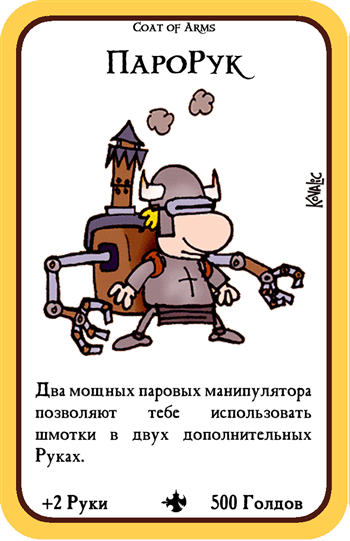 Coat of Arms
ПароРук
Kovalic
Два мощных паровых манипулятора
позволяют тебе использовать
шмотки в двух дополнительных
Руках.
+2 Руки 500 Голдов